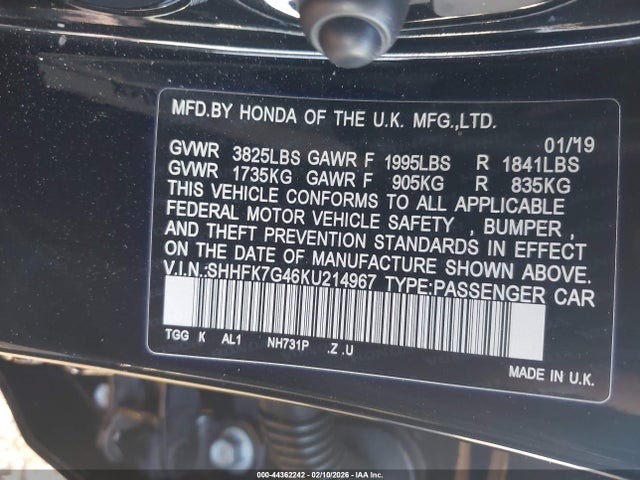 MFD.BY HONDA OF THE U.K. MFG.,LTD.
01/'19
GVWR 3825LBS GAWR F 1995LBS R 1841LBS
GVWR 1735KG GAWR F 905KG R 835KG
THIS VEHICLE CONFORMS TO ALL APPLICABLE
FEDERAL MOTOR VEHICLE SAFETY , BUMPER ,
AND THEFT PREVENTION STANDARDS IN EFFECT
ON THE DATE OF MANUFACTURE SHOWN ABOVE.
V.I.N.:SHHFK7G46KU214967 TYPE:PASSENGER CAR
TGG K AL1 NH731P .Z .U
MADE IN U.K.
000-44362242 - 02/10/2026 - IAA Inc.